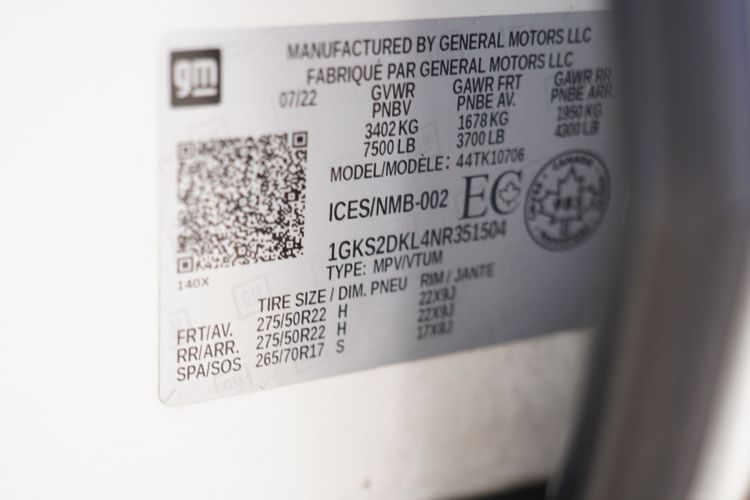 gm
MANUFACTURED BY GENERAL MOTORS LLC
FABRIQUÉ PAR GENERAL MOTORS LLC
07/22 GVWR GAWR FRT GAWR RR
PNBV PNBE AV. PNBE ARR.
3402 KG 1678 KG 1950 KG
7500 LB 3700 LB 4300 LB
MODEL/MODÈLE: 44TK10706
ICES/NMB-002 EC
CANADA
1GKS2DKL4NR351504
TYPE: MPV/VTUM
140X
TIRE SIZE / DIM. PNEU RIM / JANTE
FRT/AV. 275/50R22 H 22X9J
RR/ARR. 275/50R22 H 22X9J
SPA/SOS 265/70R17 S 17X8J